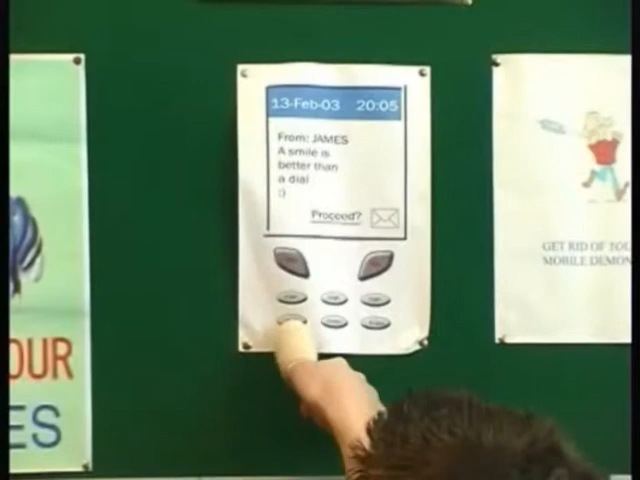 13-Feb-03 20:05
From: JAMES
A smile is
better than
a dial
:)
Proceed?
OUR
ES
GET RID OF YOU
MOBILE DEMON